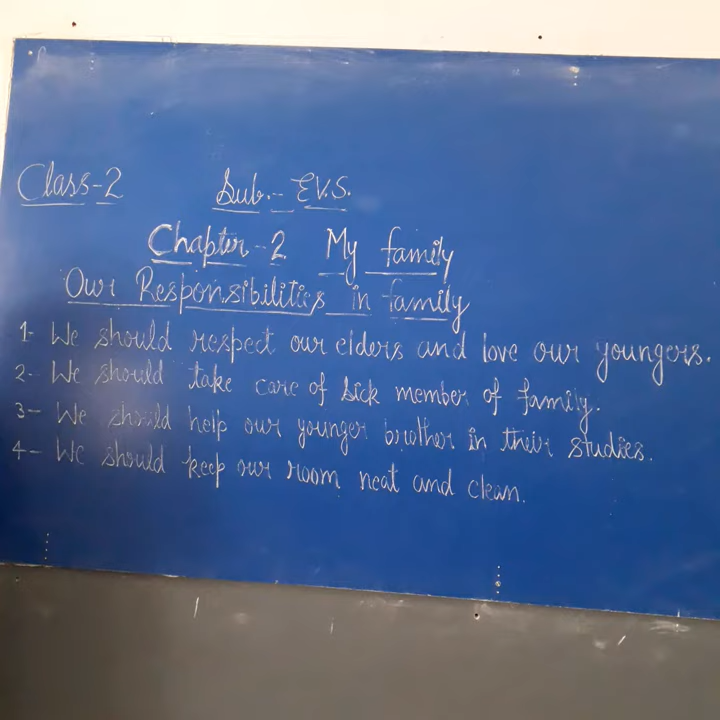 Class-2 Sub.- E.V.S.
Chapter-2 My family
Our Responsibilities in family
1- We should respect our elders and love our youngers.
2- We should take care of sick member of family.
3- We should help our younger brother in their studies.
4- We should keep our room neat and clean.